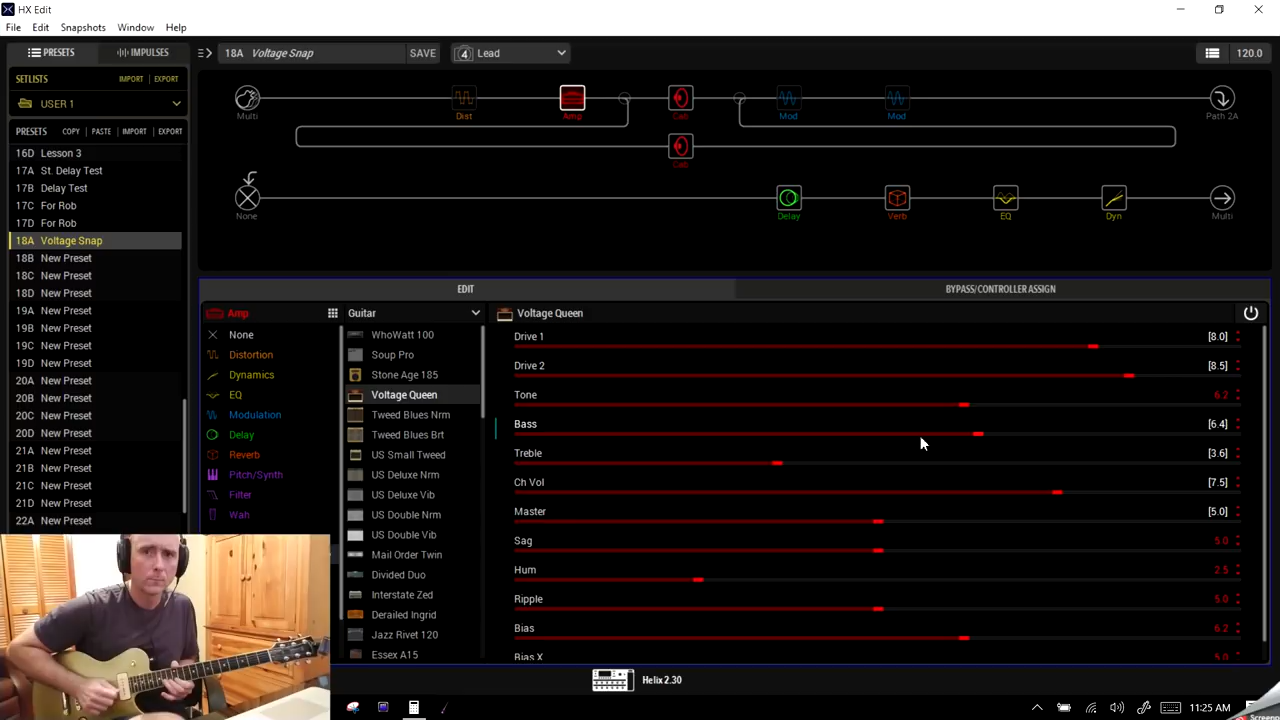 HX Edit
File Edit Snapshots Window Help
PRESETS IMPULSES
18A Voltage Snap SAVE 4 Lead 120.0
SETLISTS IMPORT EXPORT
USER 1
PRESETS COPY PASTE IMPORT EXPORT
16D Lesson 3
17A St. Delay Test
17B Delay Test
17C For Rob
17D For Rob
18A Voltage Snap
18B New Preset
18C New Preset
18D New Preset
19A New Preset
19B New Preset
19C New Preset
19D New Preset
20A New Preset
20B New Preset
20C New Preset
20D New Preset
21A New Preset
21B New Preset
21C New Preset
21D New Preset
22A New Preset
Multi Dist Amp Cab Mod Mod Path 2A
Cab
None Delay Verb EQ Dyn Multi
EDIT BYPASS/CONTROLLER ASSIGN
Amp
None
Distortion
Dynamics
EQ
Modulation
Delay
Reverb
Pitch/Synth
Filter
Wah
Guitar
WhoWatt 100
Soup Pro
Stone Age 185
Voltage Queen
Tweed Blues Nrm
Tweed Blues Brt
US Small Tweed
US Deluxe Nrm
US Deluxe Vib
US Double Nrm
US Double Vib
Mail Order Twin
Divided Duo
Interstate Zed
Derailed Ingrid
Jazz Rivet 120
Essex A15
Voltage Queen
Drive 1 [8.0]
Drive 2 [8.5]
Tone 6.2
Bass [6.4]
Treble [3.6]
Ch Vol [7.5]
Master [5.0]
Sag 5.0
Hum 2.5
Ripple 5.0
Bias 6.2
Bias X 5.0
Helix 2.30
11:25 AM